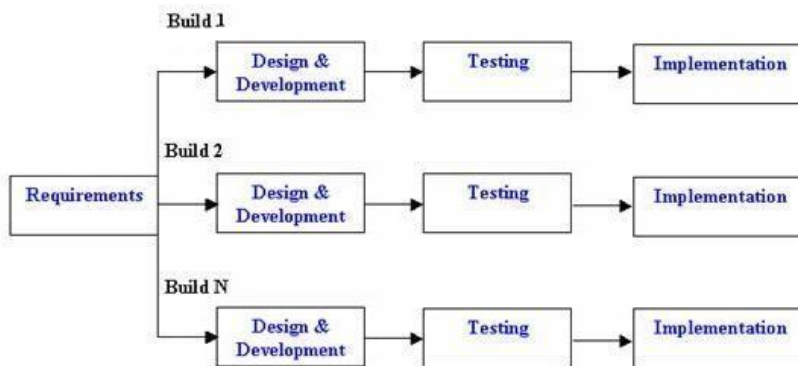 Build 1
Design &
Development
Testing
Implementation
Build 2
Requirements
Design &
Development
Testing
Implementation
Build N
Design &
Development
Testing
Implementation